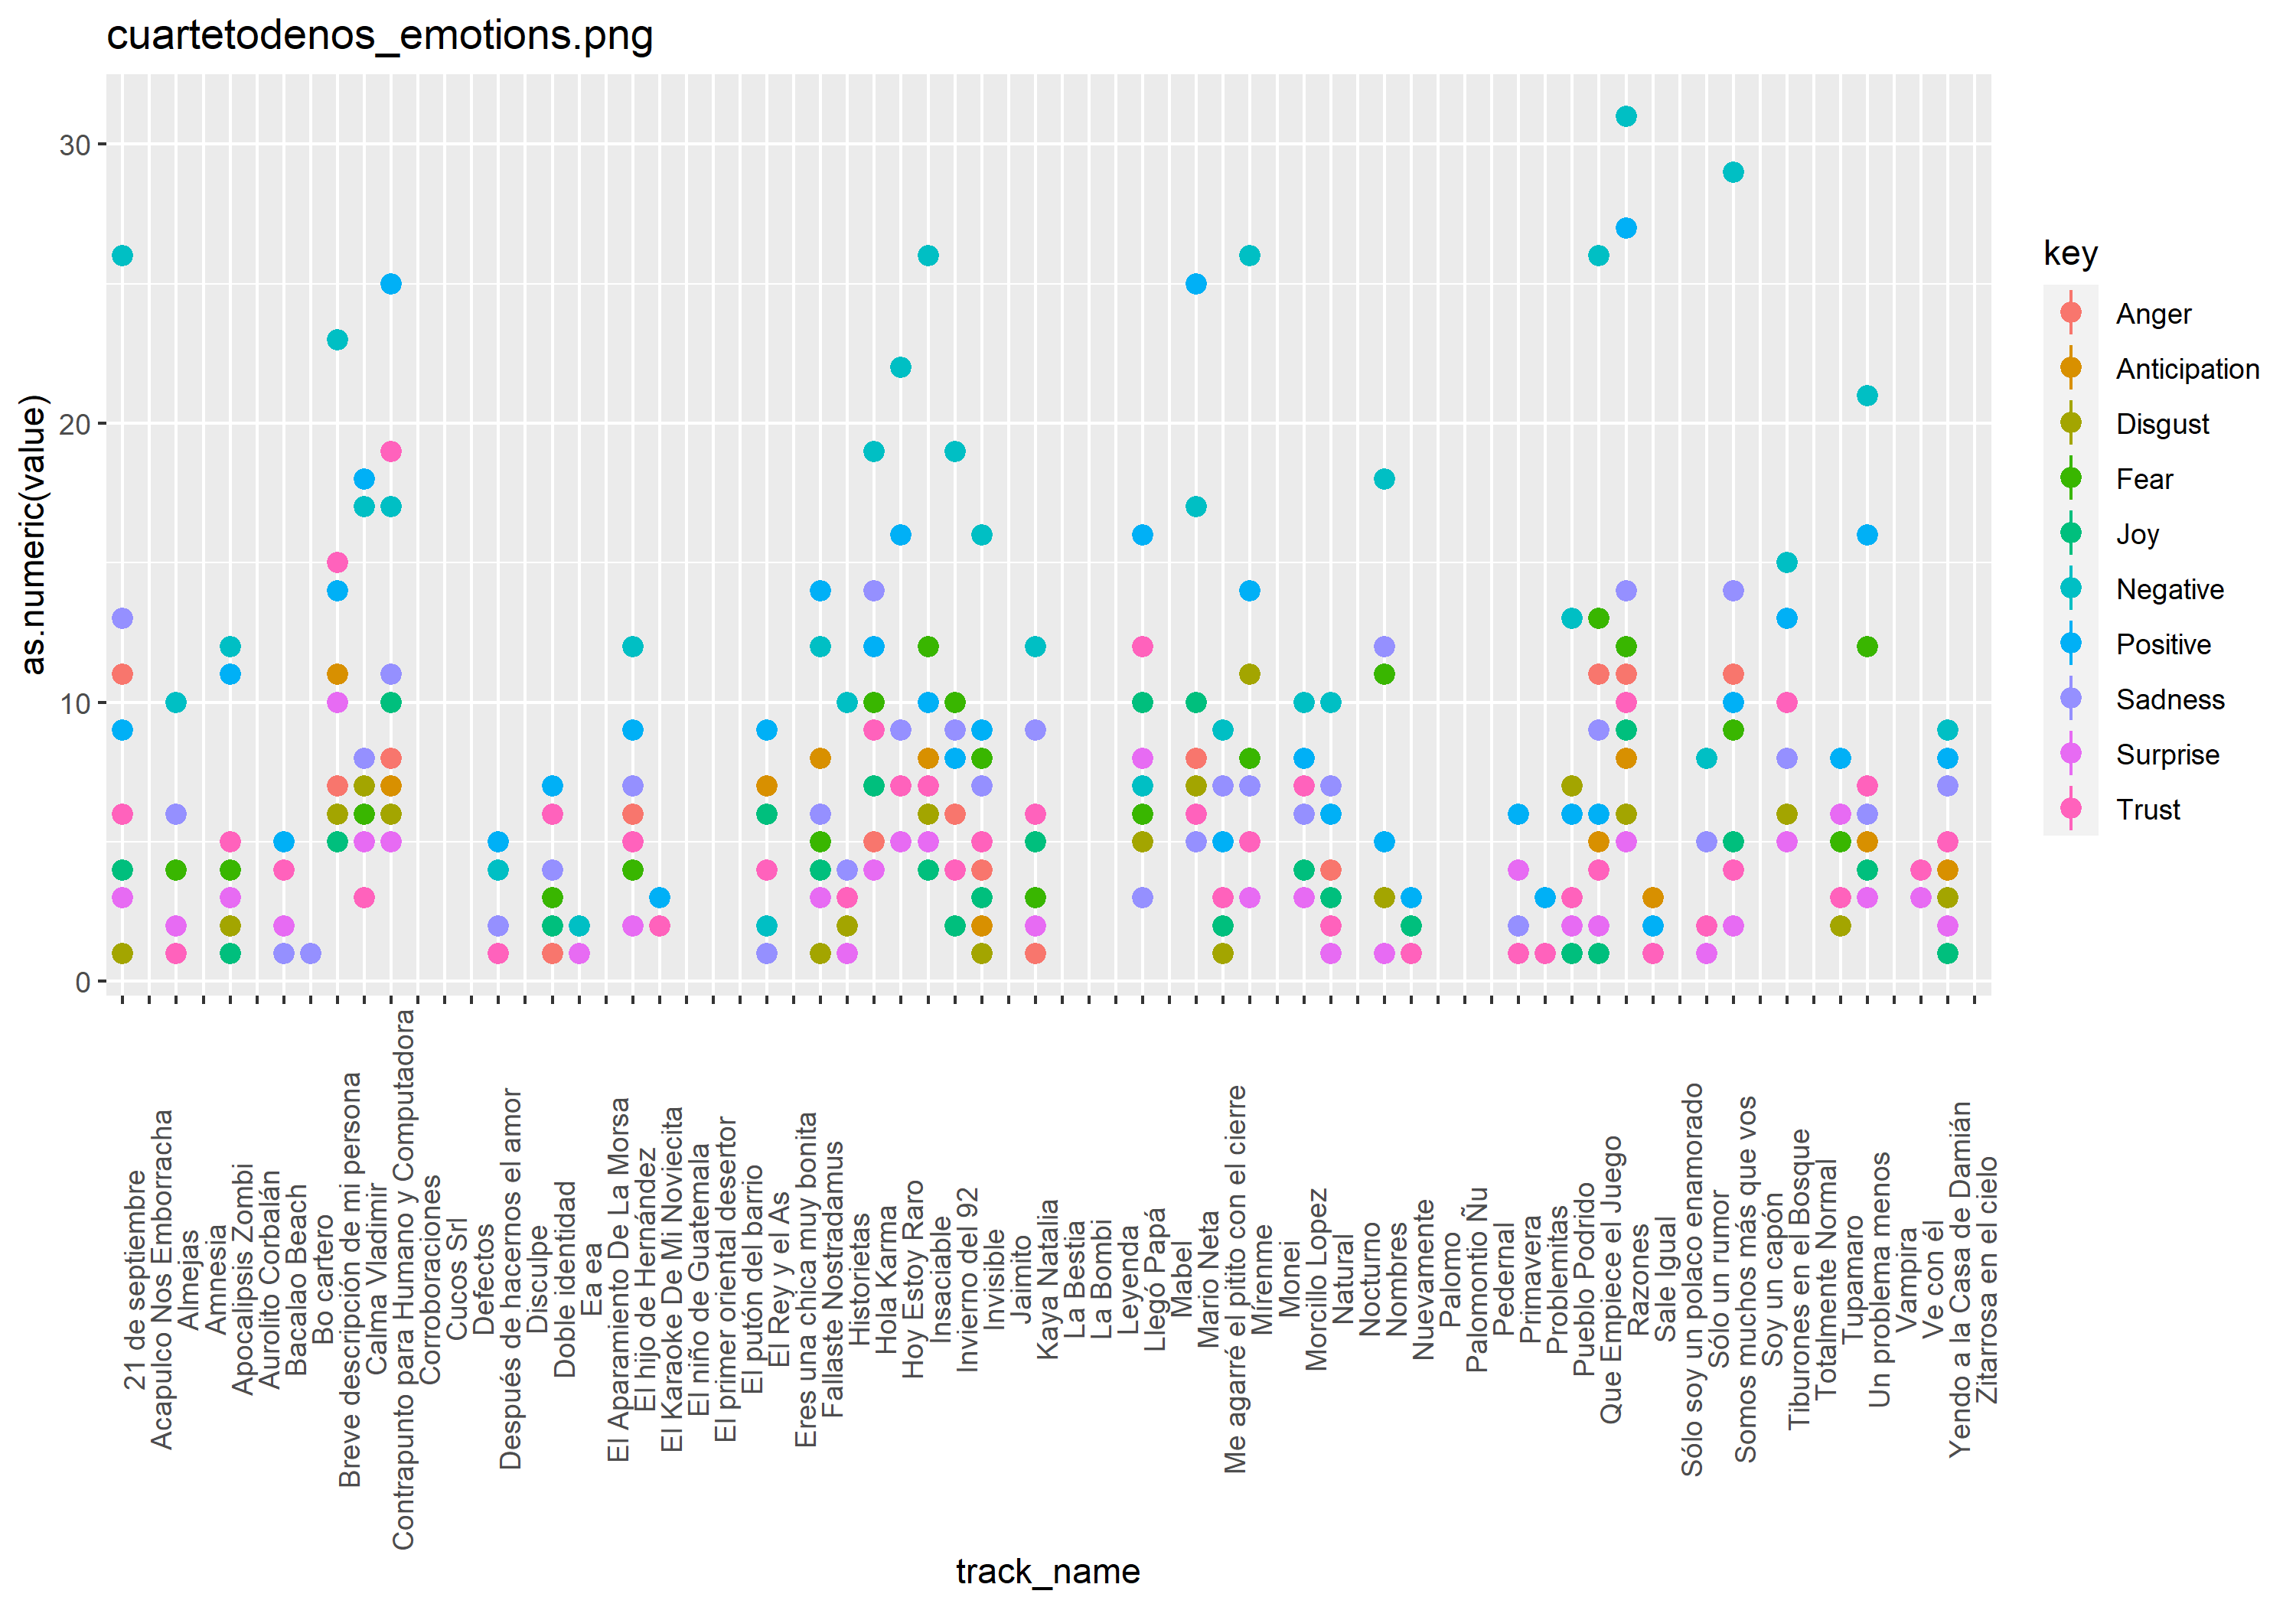 cuartetodenos_emotions.png
30
20
10
0
as.numeric(value)
21 de septiembre
Acapulco Nos Emborracha
Almejas
Amnesia
Apocalipsis Zombi
Aurolito Corbalán
Bacalao Beach
Bo cartero
Breve descripción de mi persona
Calma Vladimir
Contrapunto para Humano y Computadora
Corroboraciones
Cucos Srl
Defectos
Después de hacernos el amor
Disculpe
Doble identidad
Ea ea
El Aparamiento De La Morsa
El hijo de Hernández
El Karaoke De Mi Noviecita
El niño de Guatemala
El primer oriental desertor
El putón del barrio
El Rey y el As
Eres una chica muy bonita
Fallaste Nostradamus
Historietas
Hola Karma
Hoy Estoy Raro
Insaciable
Invierno del 92
Invisible
Jaimito
Kaya Natalia
La Bestia
La Bombi
Leyenda
Llegó Papá
Mabel
Mario Neta
Me agarré el pitito con el cierre
Mírenme
Monei
Morcillo Lopez
Natural
Nocturno
Nombres
Nuevamente
Palomo
Palomontio Ñu
Pedernal
Primavera
Problemitas
Pueblo Podrido
Que Empiece el Juego
Razones
Sale Igual
Sólo soy un polaco enamorado
Sólo un rumor
Somos muchos más que vos
Soy un capón
Tiburones en el Bosque
Totalmente Normal
Tupamaro
Un problema menos
Vampira
Ve con él
Yendo a la Casa de Damián
Zitarrosa en el cielo
track_name
key
Anger
Anticipation
Disgust
Fear
Joy
Negative
Positive
Sadness
Surprise
Trust